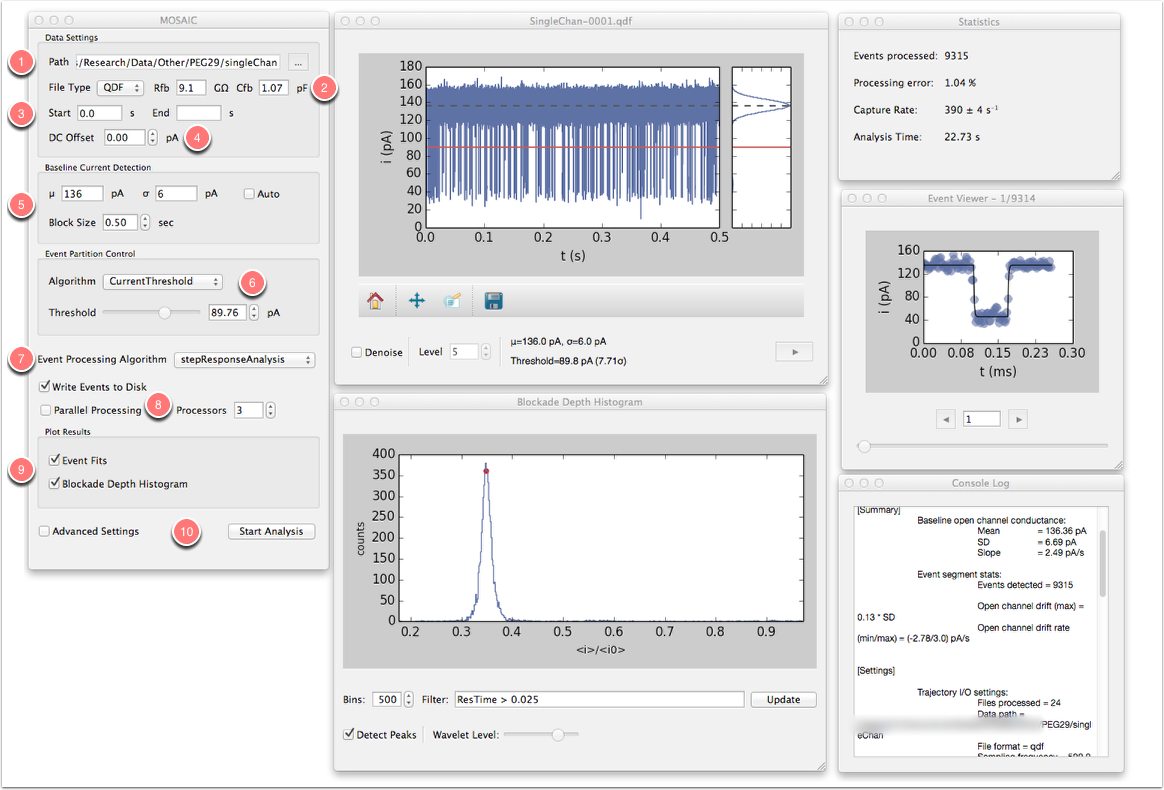 MOSAIC
Data Settings
1
Path :/Research/Data/Other/PEG29/singleChan ...
File Type QDF Rfb 9.1 GΩ Cfb 1.07 pF 2
3 Start 0.0 s End s
DC Offset 0.00 pA 4
Baseline Current Detection
5
μ 136 pA σ 6 pA Auto
Block Size 0.50 sec
Event Partition Control
Algorithm CurrentThreshold 6
Threshold 89.76 pA
7 Event Processing Algorithm stepResponseAnalysis
Write Events to Disk
Parallel Processing 8 Processors 3
Plot Results
9 Event Fits
Blockade Depth Histogram
Advanced Settings 10 Start Analysis
SingleChan-0001.qdf
180
160
140
120
100
80
60
40
20
0
i (pA)
0.0 0.1 0.2 0.3 0.4 0.5
t (s)
Denoise Level 5
μ=136.0 pA, σ=6.0 pA
Threshold=89.8 pA (7.71σ)
Blockade Depth Histogram
400
350
300
250
200
150
100
50
0
counts
0.2 0.3 0.4 0.5 0.6 0.7 0.8 0.9
<i>/<i0>
Bins: 500 Filter: ResTime > 0.025 Update
Detect Peaks Wavelet Level:
Statistics
Events processed: 9315
Processing error: 1.04 %
Capture Rate: 390 ± 4 s⁻¹
Analysis Time: 22.73 s
Event Viewer - 1/9314
160
120
80
40
0
i (pA)
0.00 0.08 0.15 0.23 0.30
t (ms)
1
Console Log
[Summary]
Baseline open channel conductance:
Mean = 136.36 pA
SD = 6.69 pA
Slope = 2.49 pA/s
Event segment stats:
Events detected = 9315
Open channel drift (max) =
0.13 * SD
Open channel drift rate
(min/max) = (-2.78/3.0) pA/s
[Settings]
Trajectory I/O settings:
Files processed = 24
Data path =
PEG29/singl
eChan
File format = qdf
Sampling frequency = 500.0